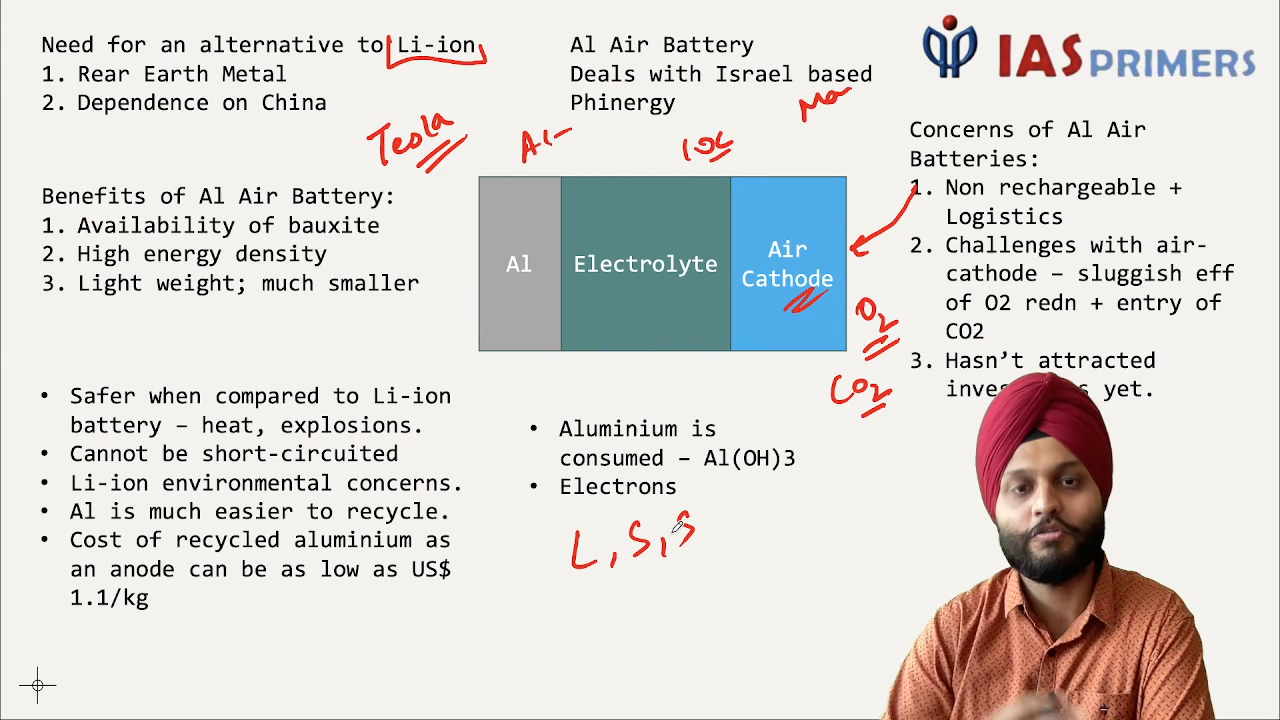 Need for an alternative to Li-ion
1. Rear Earth Metal
2. Dependence on China
Tesla
Benefits of Al Air Battery:
1. Availability of bauxite
2. High energy density
3. Light weight; much smaller
• Safer when compared to Li-ion
battery – heat, explosions.
• Cannot be short-circuited
• Li-ion environmental concerns.
• Al is much easier to recycle.
• Cost of recycled aluminium as
an anode can be as low as US$
1.1/kg
Al Air Battery
Deals with Israel based
Phinergy
Al
IOC
Al
Electrolyte
Air
Cathode
O2
CO2
• Aluminium is
consumed – Al(OH)3
• Electrons
L, S, S
IAS PRIMERS
Concerns of Al Air
Batteries:
1. Non rechargeable +
Logistics
2. Challenges with air-
cathode – sluggish eff
of O2 redn + entry of
CO2
3. Hasn't attracted
yet.